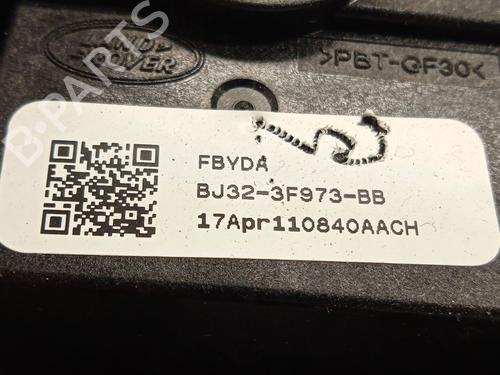 LAND
ROVER
>PBT-GF30<
FBYDA
BJ32-3F973-BB
17Apr110840AACH
B-PARTS